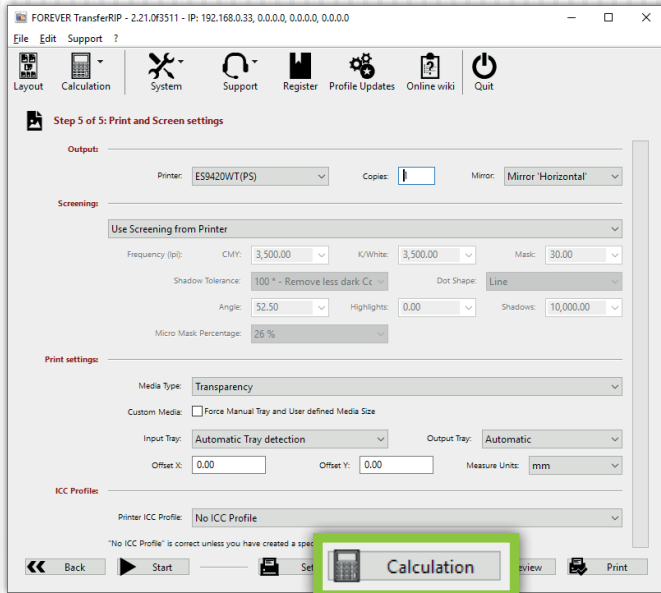 FOREVER TransferRIP - 2.21.0f3511 - IP: 192.168.0.33, 0.0.0.0, 0.0.0.0, 0.0.0.0
File Edit Support ?
Layout Calculation System Support Register Profile Updates Online wiki Quit
Step 5 of 5: Print and Screen settings
Output:
Printer: ES9420WT(PS) Copies: Mirror: Mirror 'Horizontal'
Screening:
Use Screening from Printer
Frequency (lpi): CMY: 3,500.00 K/White: 3,500.00 Mask: 30.00
Shadow Tolerance: 100 * - Remove less dark Dot Shape: Line
Angle: 52.50 Highlights: 0.00 Shadows: 10,000.00
Micro Mask Percentage: 26 %
Print settings:
Media Type: Transparency
Custom Media: Force Manual Tray and User defined Media Size
Input Tray: Automatic Tray detection Output Tray: Automatic
Offset X: 0.00 Offset Y: 0.00 Measure Units: mm
ICC Profile:
Printer ICC Profile: No ICC Profile
"No ICC Profile" is correct unless you have created a
Back Start Calculation Print